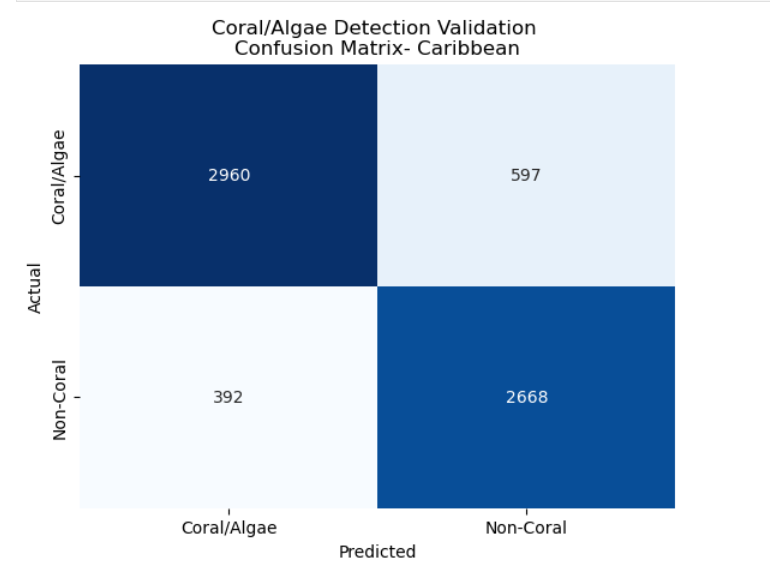 Coral/Algae Detection Validation
Confusion Matrix- Caribbean
Coral/Algae
2960
597
Actual
Non-Coral
392
2668
Coral/Algae
Non-Coral
Predicted